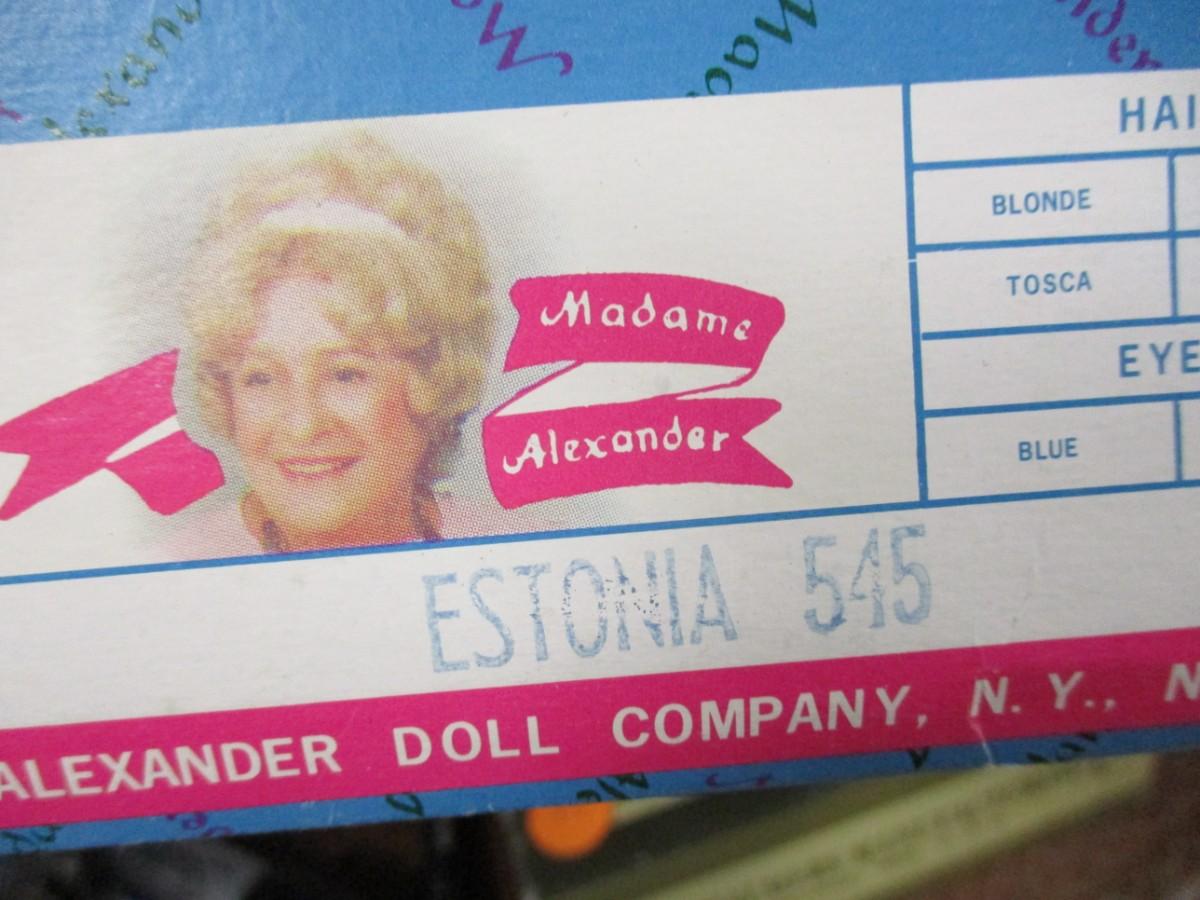 Madame
Alexander
HAI
BLONDE
TOSCA
EYE
BLUE
ESTONIA 545
ALEXANDER DOLL COMPANY, N. Y., N